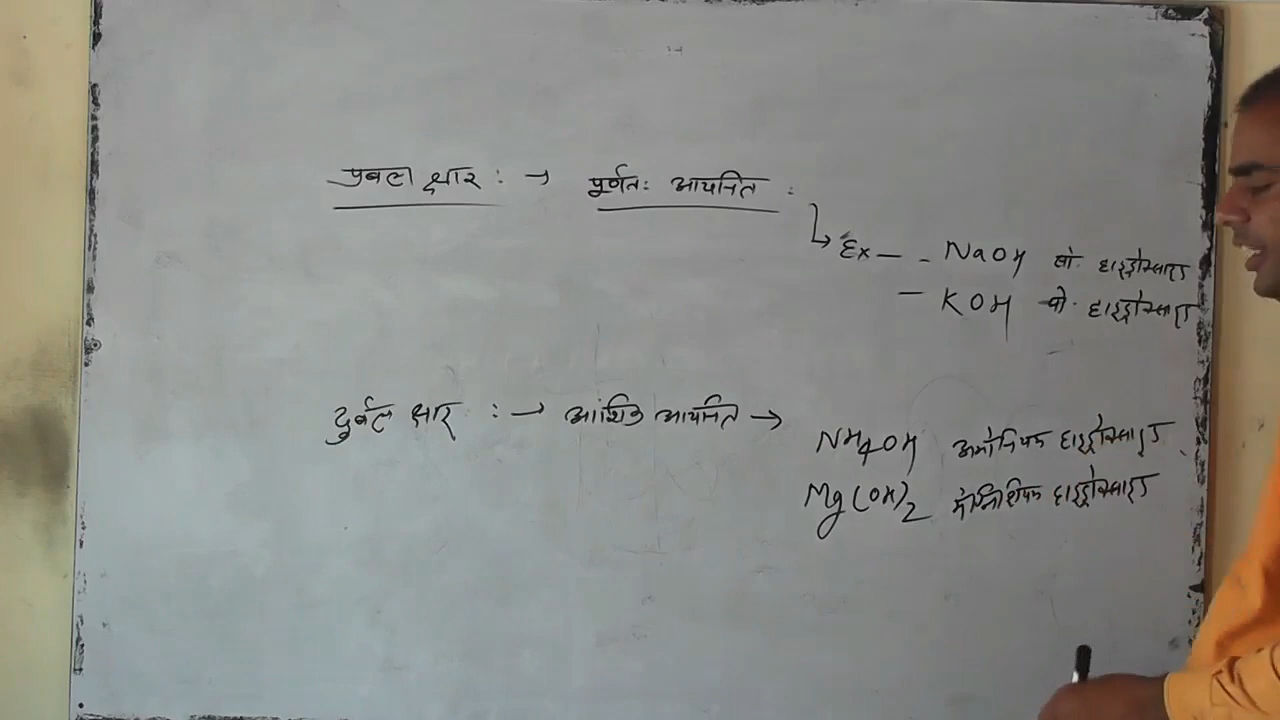 प्रबल क्षार :→ पूर्णतः आयनित :
↳ Ex — - NaOH सो. हाइड्रोक्साइड
— KOH पो. हाइड्रोक्साइड
दुर्बल क्षार :→ आंशिक आयनित →
NH4OH अमोनियम हाइड्रोक्साइड
Mg(OH)2 मैग्निशियम हाइड्रोक्साइड